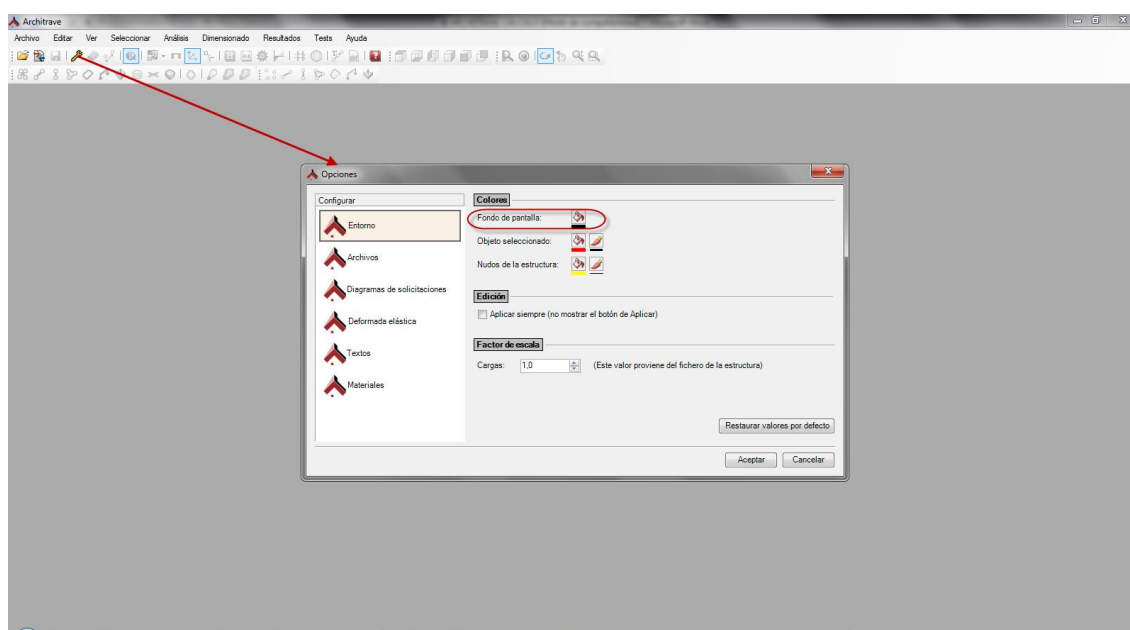 Architrave
Archivo Editar Ver Seleccionar Análisis Dimensionado Resultados Tests Ayuda
Opciones
Configurar
Entorno
Archivos
Diagramas de solicitaciones
Deformada elástica
Textos
Materiales
Colores
Fondo de pantalla:
Objeto seleccionado:
Nudos de la estructura:
Edición
Aplicar siempre (no mostrar el botón de Aplicar)
Factor de escala
Cargas: 1,0 (Este valor proviene del fichero de la estructura)
Restaurar valores por defecto
Aceptar Cancelar